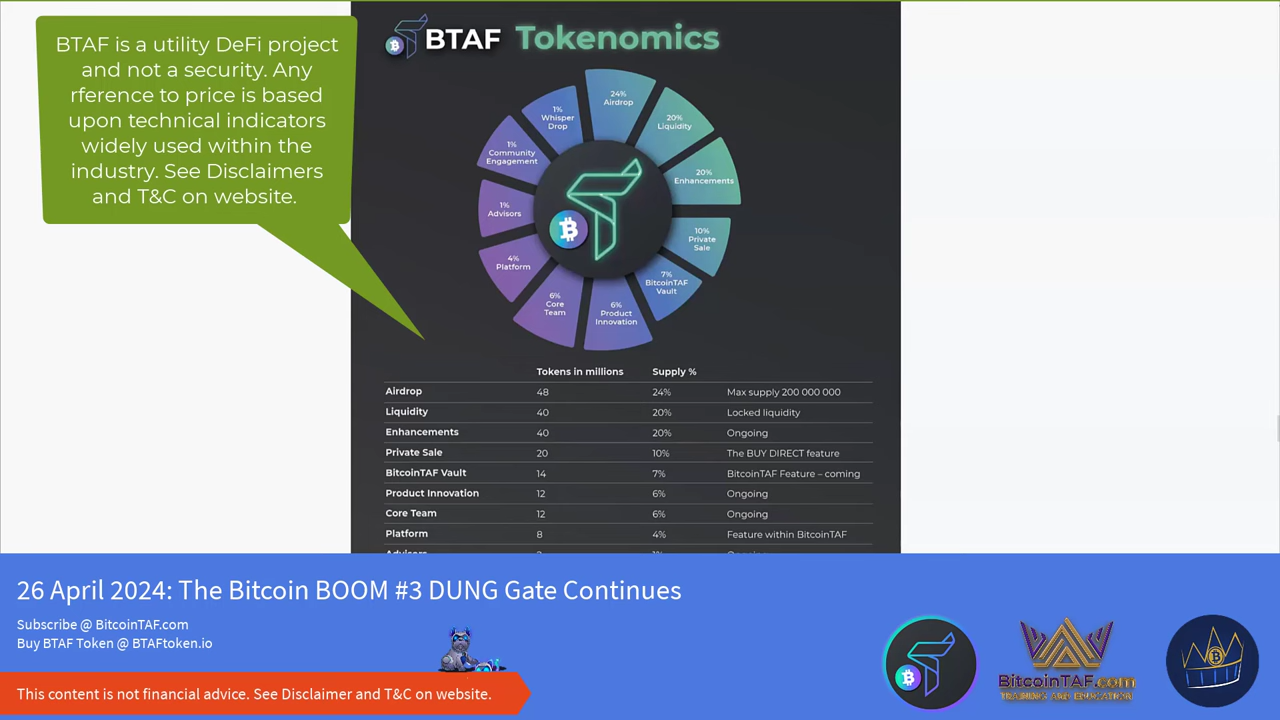 BTAF is a utility DeFi project
and not a security. Any
rference to price is based
upon technical indicators
widely used within the
industry. See Disclaimers
and T&C on website.
BTAF Tokenomics
24%
Airdrop
20%
Liquidity
20%
Enhancements
10%
Private
Sale
7%
BitcoinTAF
Vault
6%
Product
Innovation
6%
Core
Team
4%
Platform
1%
Advisors
1%
Community
Engagement
1%
Whisper
Drop
Tokens in millions Supply %
Airdrop 48 24% Max supply 200 000 000
Liquidity 40 20% Locked liquidity
Enhancements 40 20% Ongoing
Private Sale 20 10% The BUY DIRECT feature
BitcoinTAF Vault 14 7% BitcoinTAF Feature – coming
Product Innovation 12 6% Ongoing
Core Team 12 6% Ongoing
Platform 8 4% Feature within BitcoinTAF
26 April 2024: The Bitcoin BOOM #3 DUNG Gate Continues
Subscribe @ BitcoinTAF.com
Buy BTAF Token @ BTAFtoken.io
This content is not financial advice. See Disclaimer and T&C on website.
BitcoinTAF.com
TRAINING AND EDUCATION